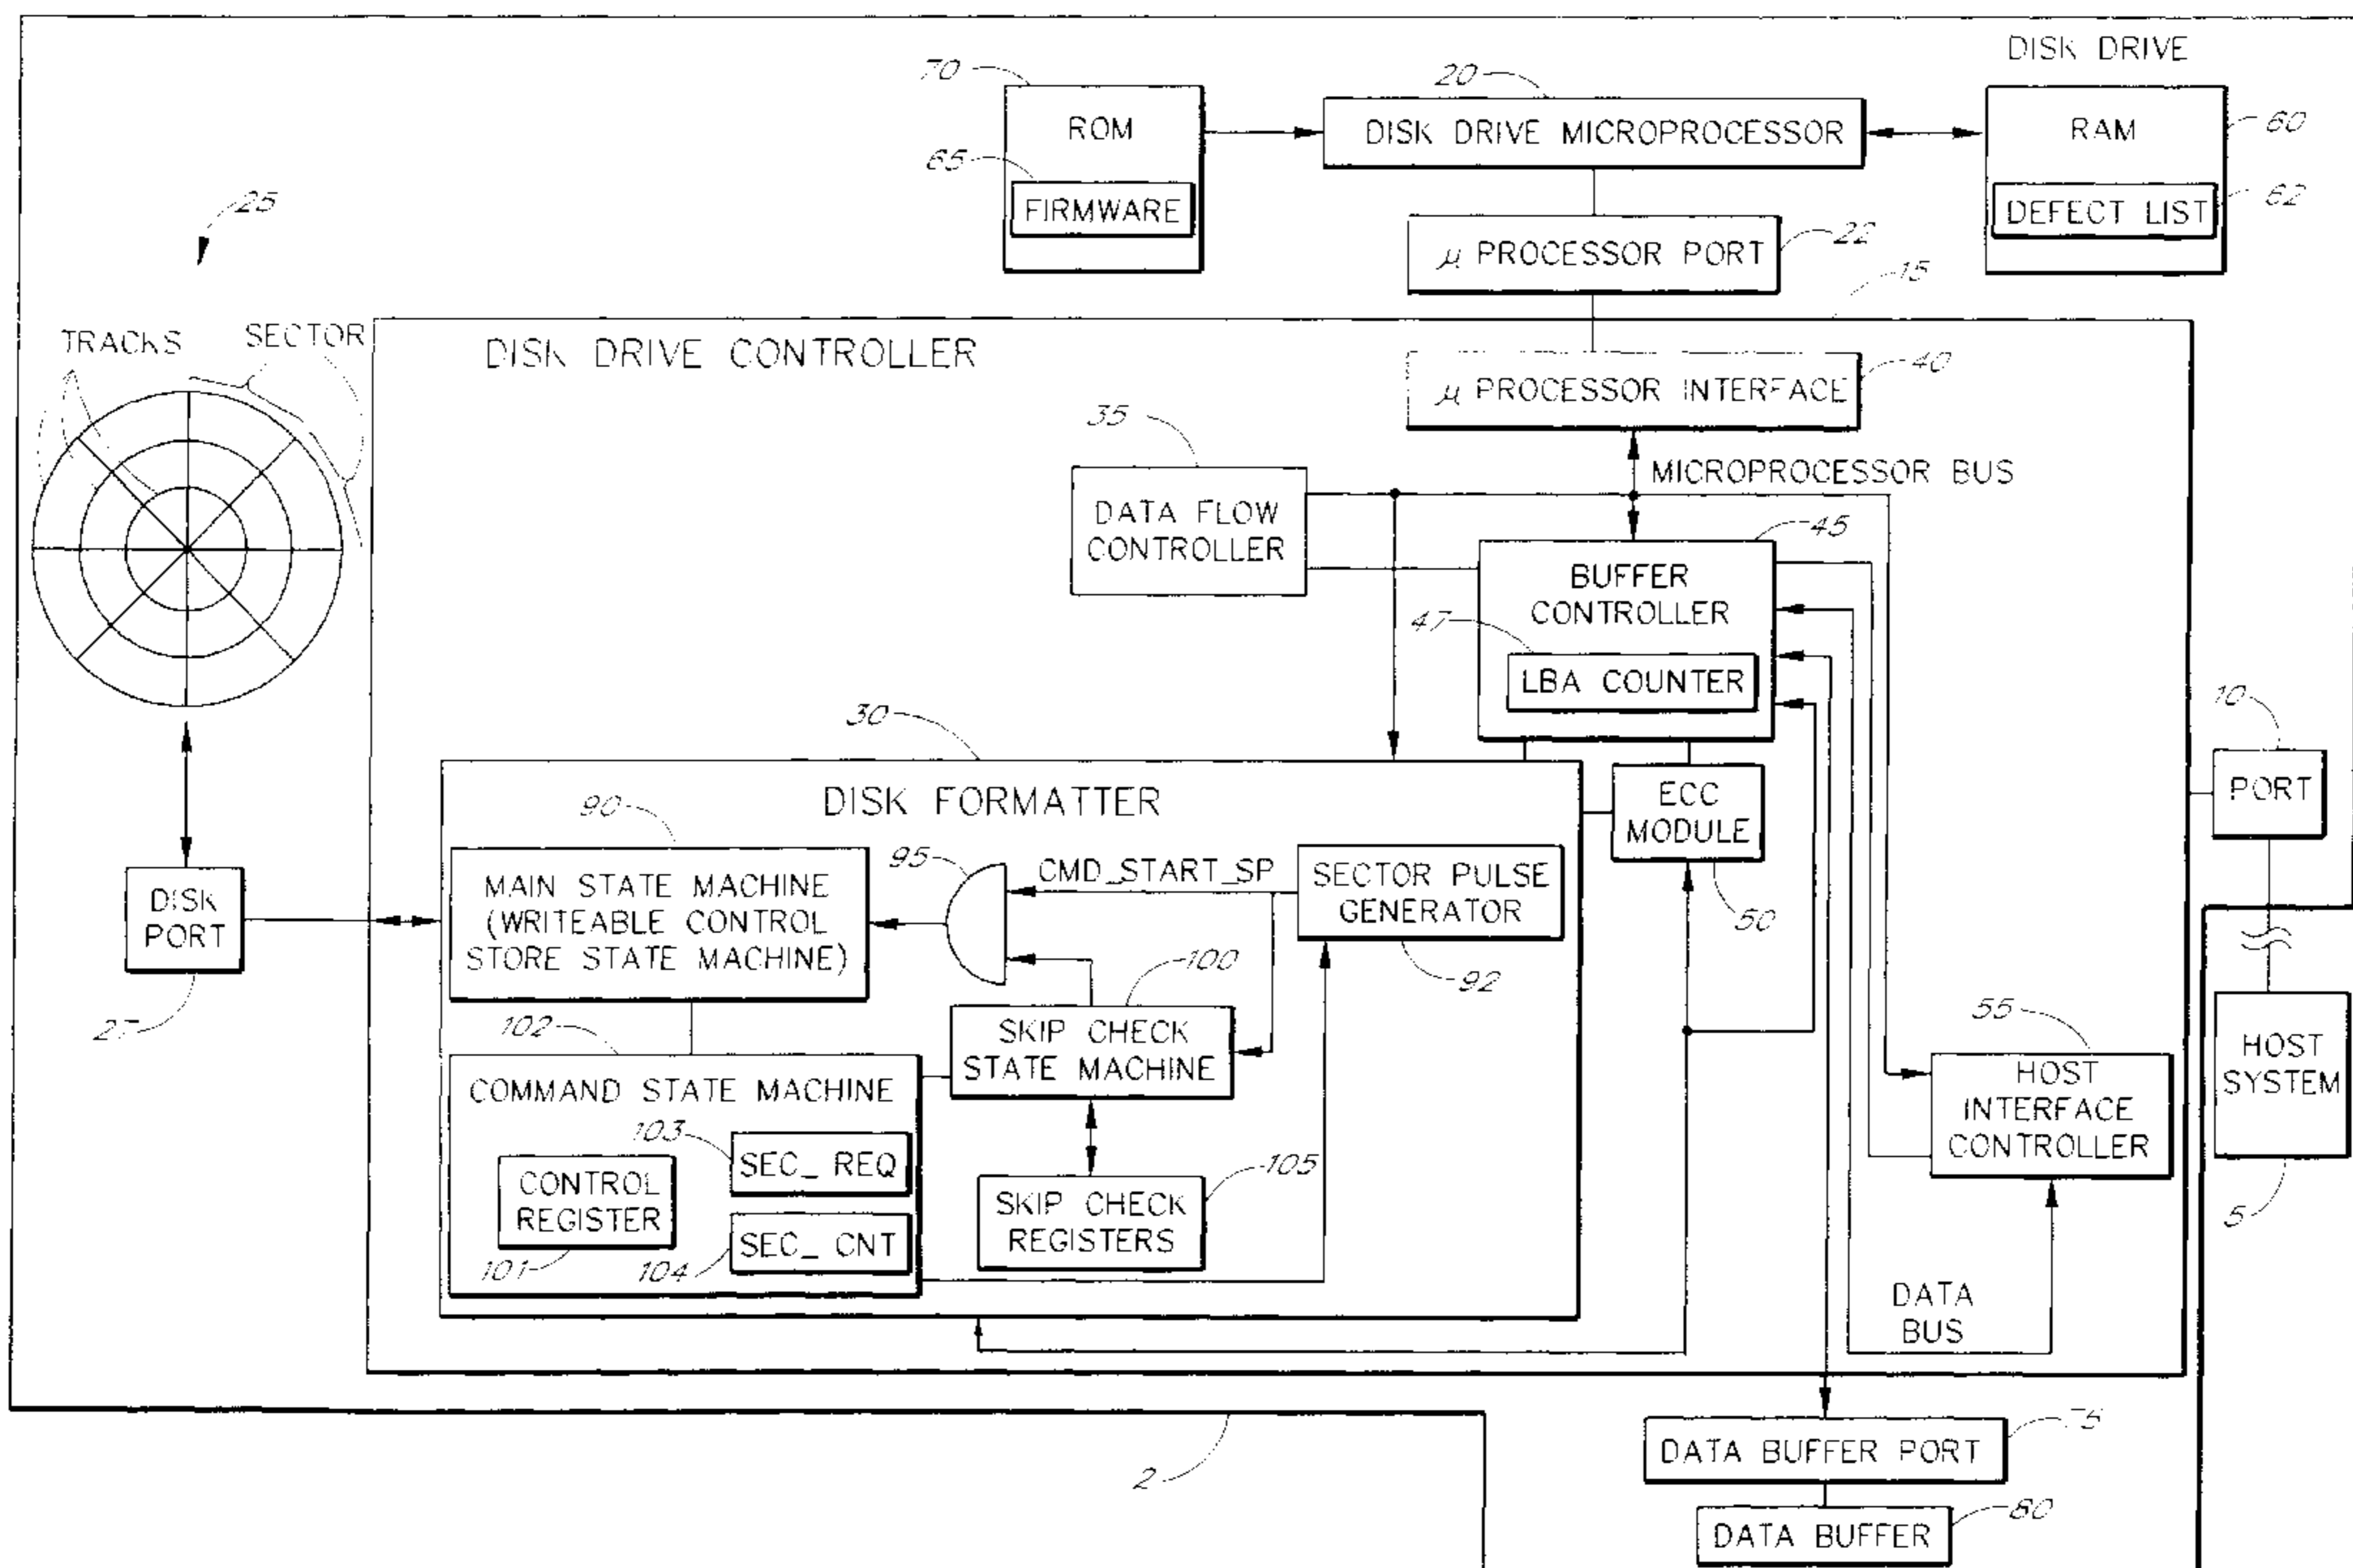 DISK DRIVE
70
20
ROM
DISK DRIVE MICROPROCESSOR
RAM
60
65
FIRMWARE
DEFECT LIST
62
25
μ PROCESSOR PORT
22
15
TRACKS
SECTOR
DISK DRIVE CONTROLLER
μ PROCESSOR INTERFACE
40
35
MICROPROCESSOR BUS
DATA FLOW
CONTROLLER
45
BUFFER
CONTROLLER
47
LBA COUNTER
10
PORT
30
DISK FORMATTER
ECC
MODULE
50
90
MAIN STATE MACHINE
(WRITEABLE CONTROL
STORE STATE MACHINE)
95
CMD_START_SP
SECTOR PULSE
GENERATOR
92
DISK
PORT
27
100
SKIP CHECK
STATE MACHINE
102
COMMAND STATE MACHINE
103
SEC_ REQ
CONTROL
REGISTER
101
SEC_ CNT
104
105
SKIP CHECK
REGISTERS
55
HOST
INTERFACE
CONTROLLER
HOST
SYSTEM
5
DATA
BUS
2
75
DATA BUFFER PORT
80
DATA BUFFER